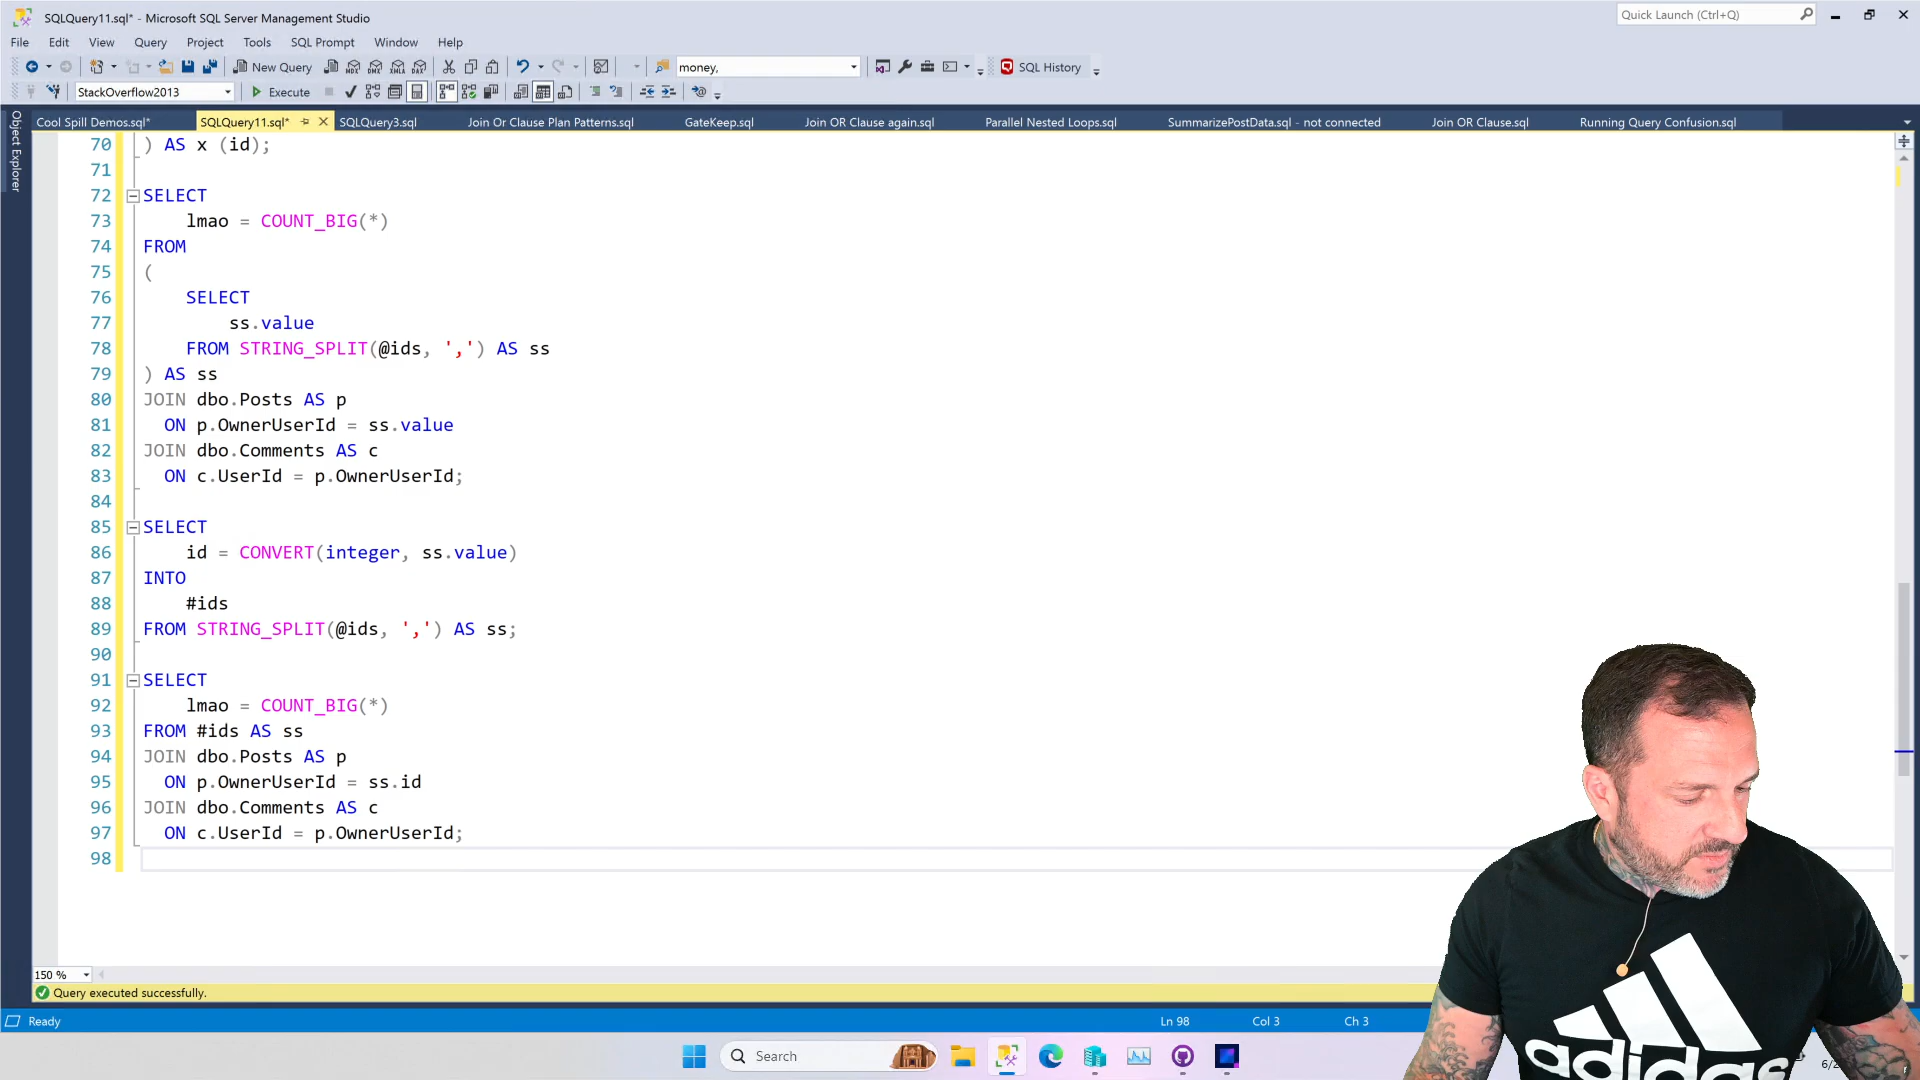 SQLQuery11.sql* - Microsoft SQL Server Management Studio
Quick Launch (Ctrl+Q)
File Edit View Query Project Tools SQL Prompt Window Help
New Query
money,
SQL History
StackOverflow2013
Execute
Cool Spill Demos.sql* SQLQuery11.sql* SQLQuery3.sql Join Or Clause Plan Patterns.sql GateKeep.sql Join OR Clause again.sql Parallel Nested Loops.sql SummarizePostData.sql - not connected Join OR Clause.sql Running Query Confusion.sql
Object Explorer
70 ) AS x (id);
71
72 SELECT
73 lmao = COUNT_BIG(*)
74 FROM
75 (
76 SELECT
77 ss.value
78 FROM STRING_SPLIT(@ids, ',') AS ss
79 ) AS ss
80 JOIN dbo.Posts AS p
81 ON p.OwnerUserId = ss.value
82 JOIN dbo.Comments AS c
83 ON c.UserId = p.OwnerUserId;
84
85 SELECT
86 id = CONVERT(integer, ss.value)
87 INTO
88 #ids
89 FROM STRING_SPLIT(@ids, ',') AS ss;
90
91 SELECT
92 lmao = COUNT_BIG(*)
93 FROM #ids AS ss
94 JOIN dbo.Posts AS p
95 ON p.OwnerUserId = ss.id
96 JOIN dbo.Comments AS c
97 ON c.UserId = p.OwnerUserId;
98
150 %
Query executed successfully.
Ready
Ln 98 Col 3 Ch 3
Search
adidas